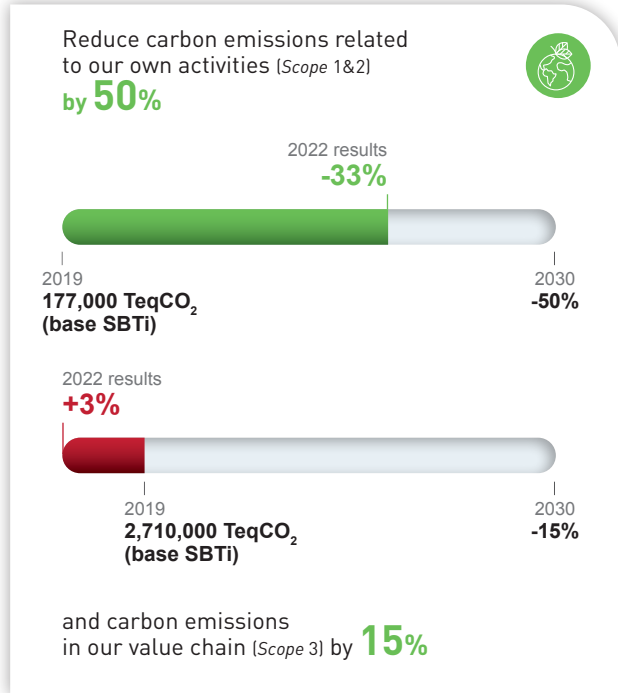 Reduce carbon emissions related
to our own activities (Scope 1&2)
by 50%
2022 results
-33%
2019
177,000 TeqCO₂
(base SBTi)
2030
-50%
2022 results
+3%
2019
2,710,000 TeqCO₂
(base SBTi)
2030
-15%
and carbon emissions
in our value chain (Scope 3) by 15%